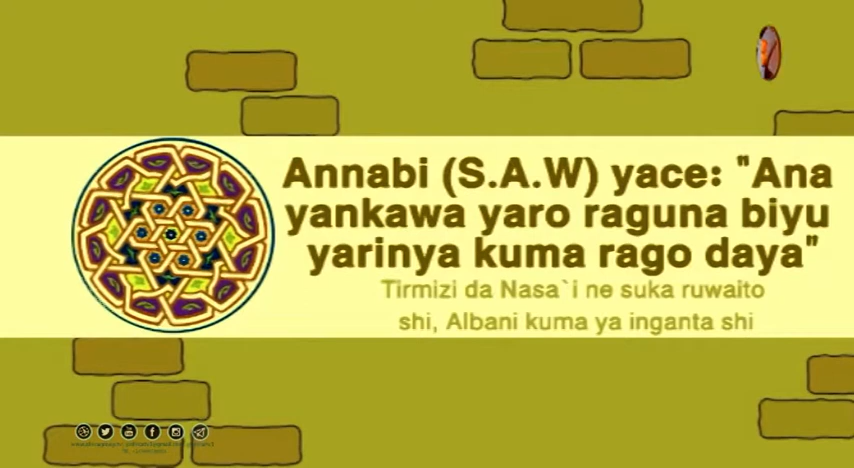 Annabi (S.A.W) yace: "Ana
yankawa yaro raguna biyu
yarinya kuma rago daya"
Tirmizi da Nasa`i ne suka ruwaito
shi, Albani kuma ya inganta shi